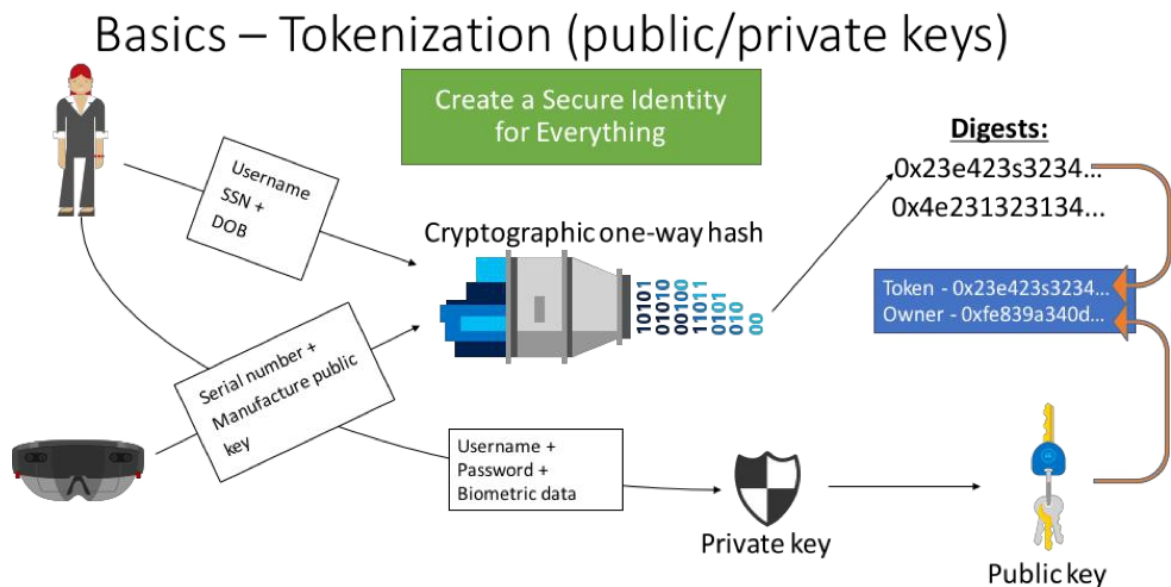 Basics – Tokenization (public/private keys)
Create a Secure Identity
for Everything
Username
SSN +
DOB
Cryptographic one-way hash
10101
01010
00100
11011
0101
010
00
Digests:
0x23e423s3234...
0x4e231323134...
Token - 0x23e423s3234...
Owner - 0xfe839a340d...
Serial number +
Manufacture public
key
Username +
Password +
Biometric data
Private key
Public key